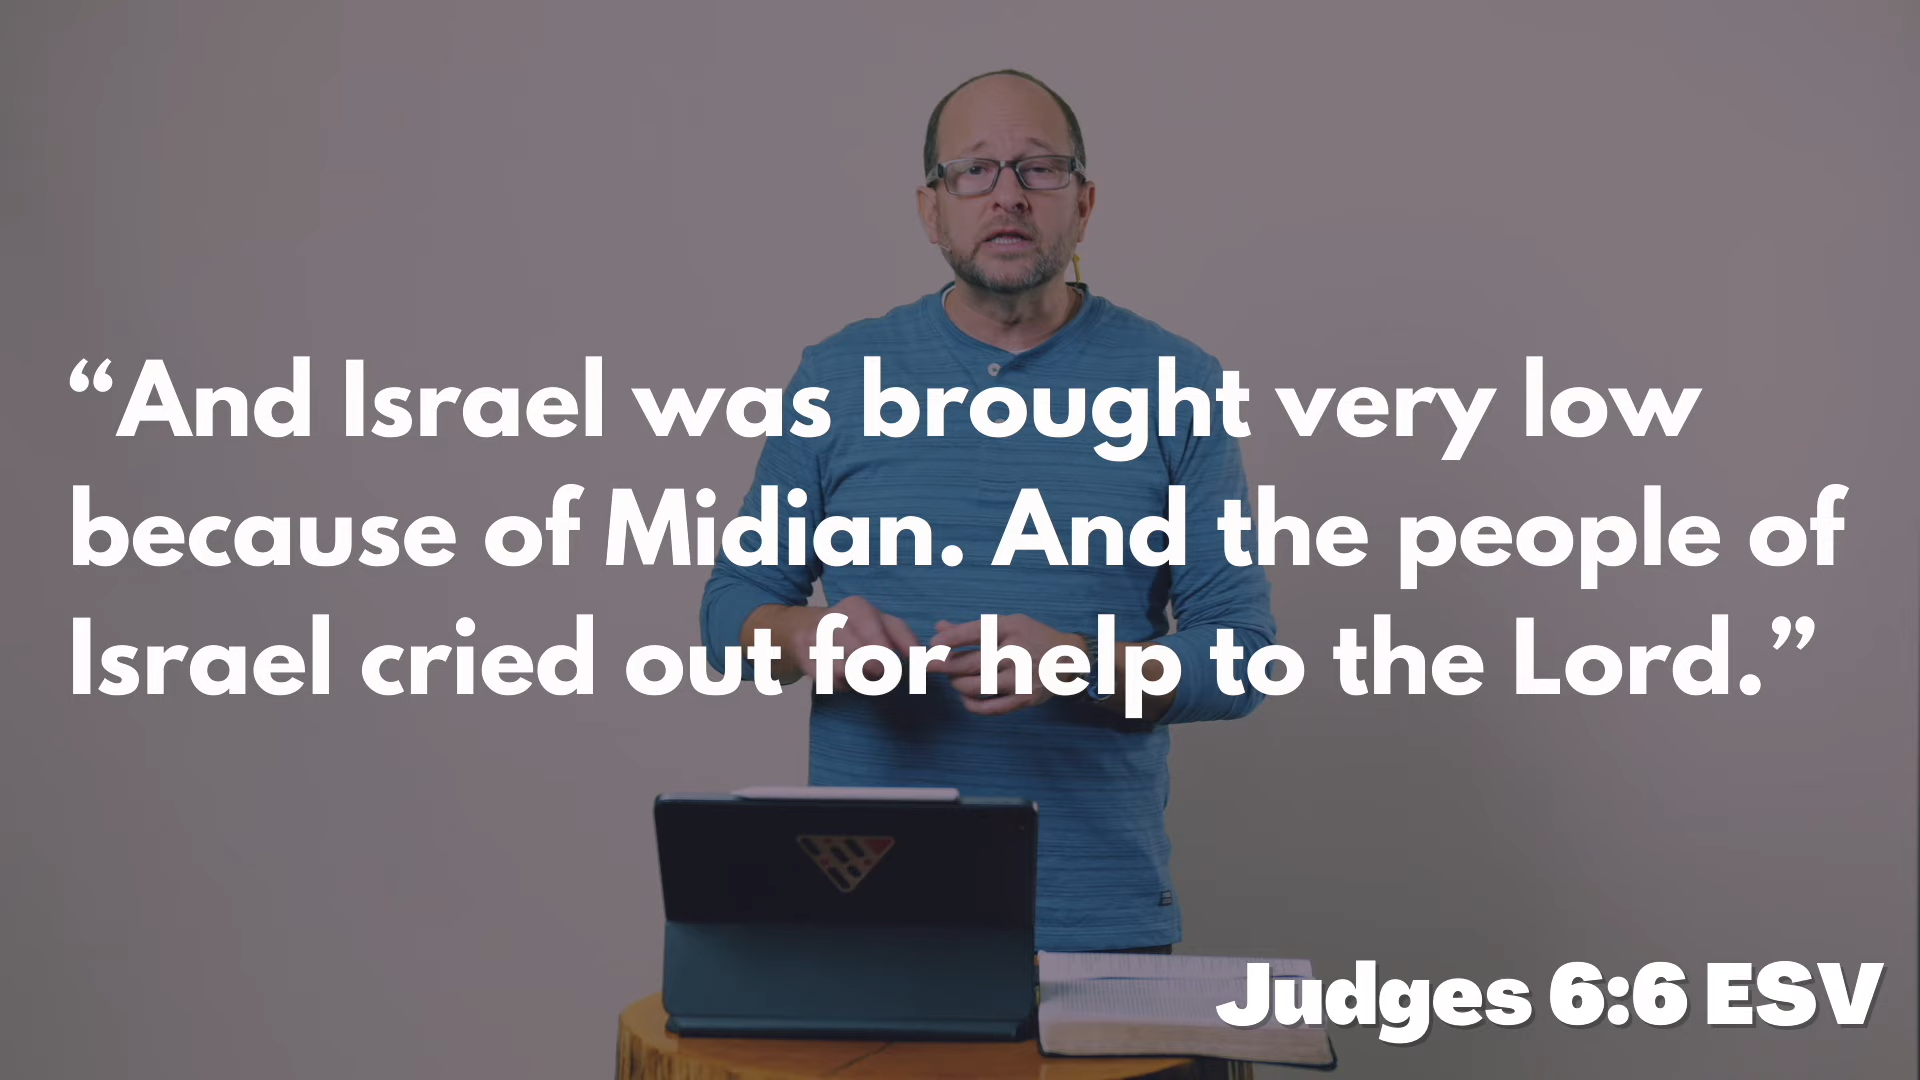 “And Israel was brought very low
because of Midian. And the people of
Israel cried out for help to the Lord.”
Judges 6:6 ESV